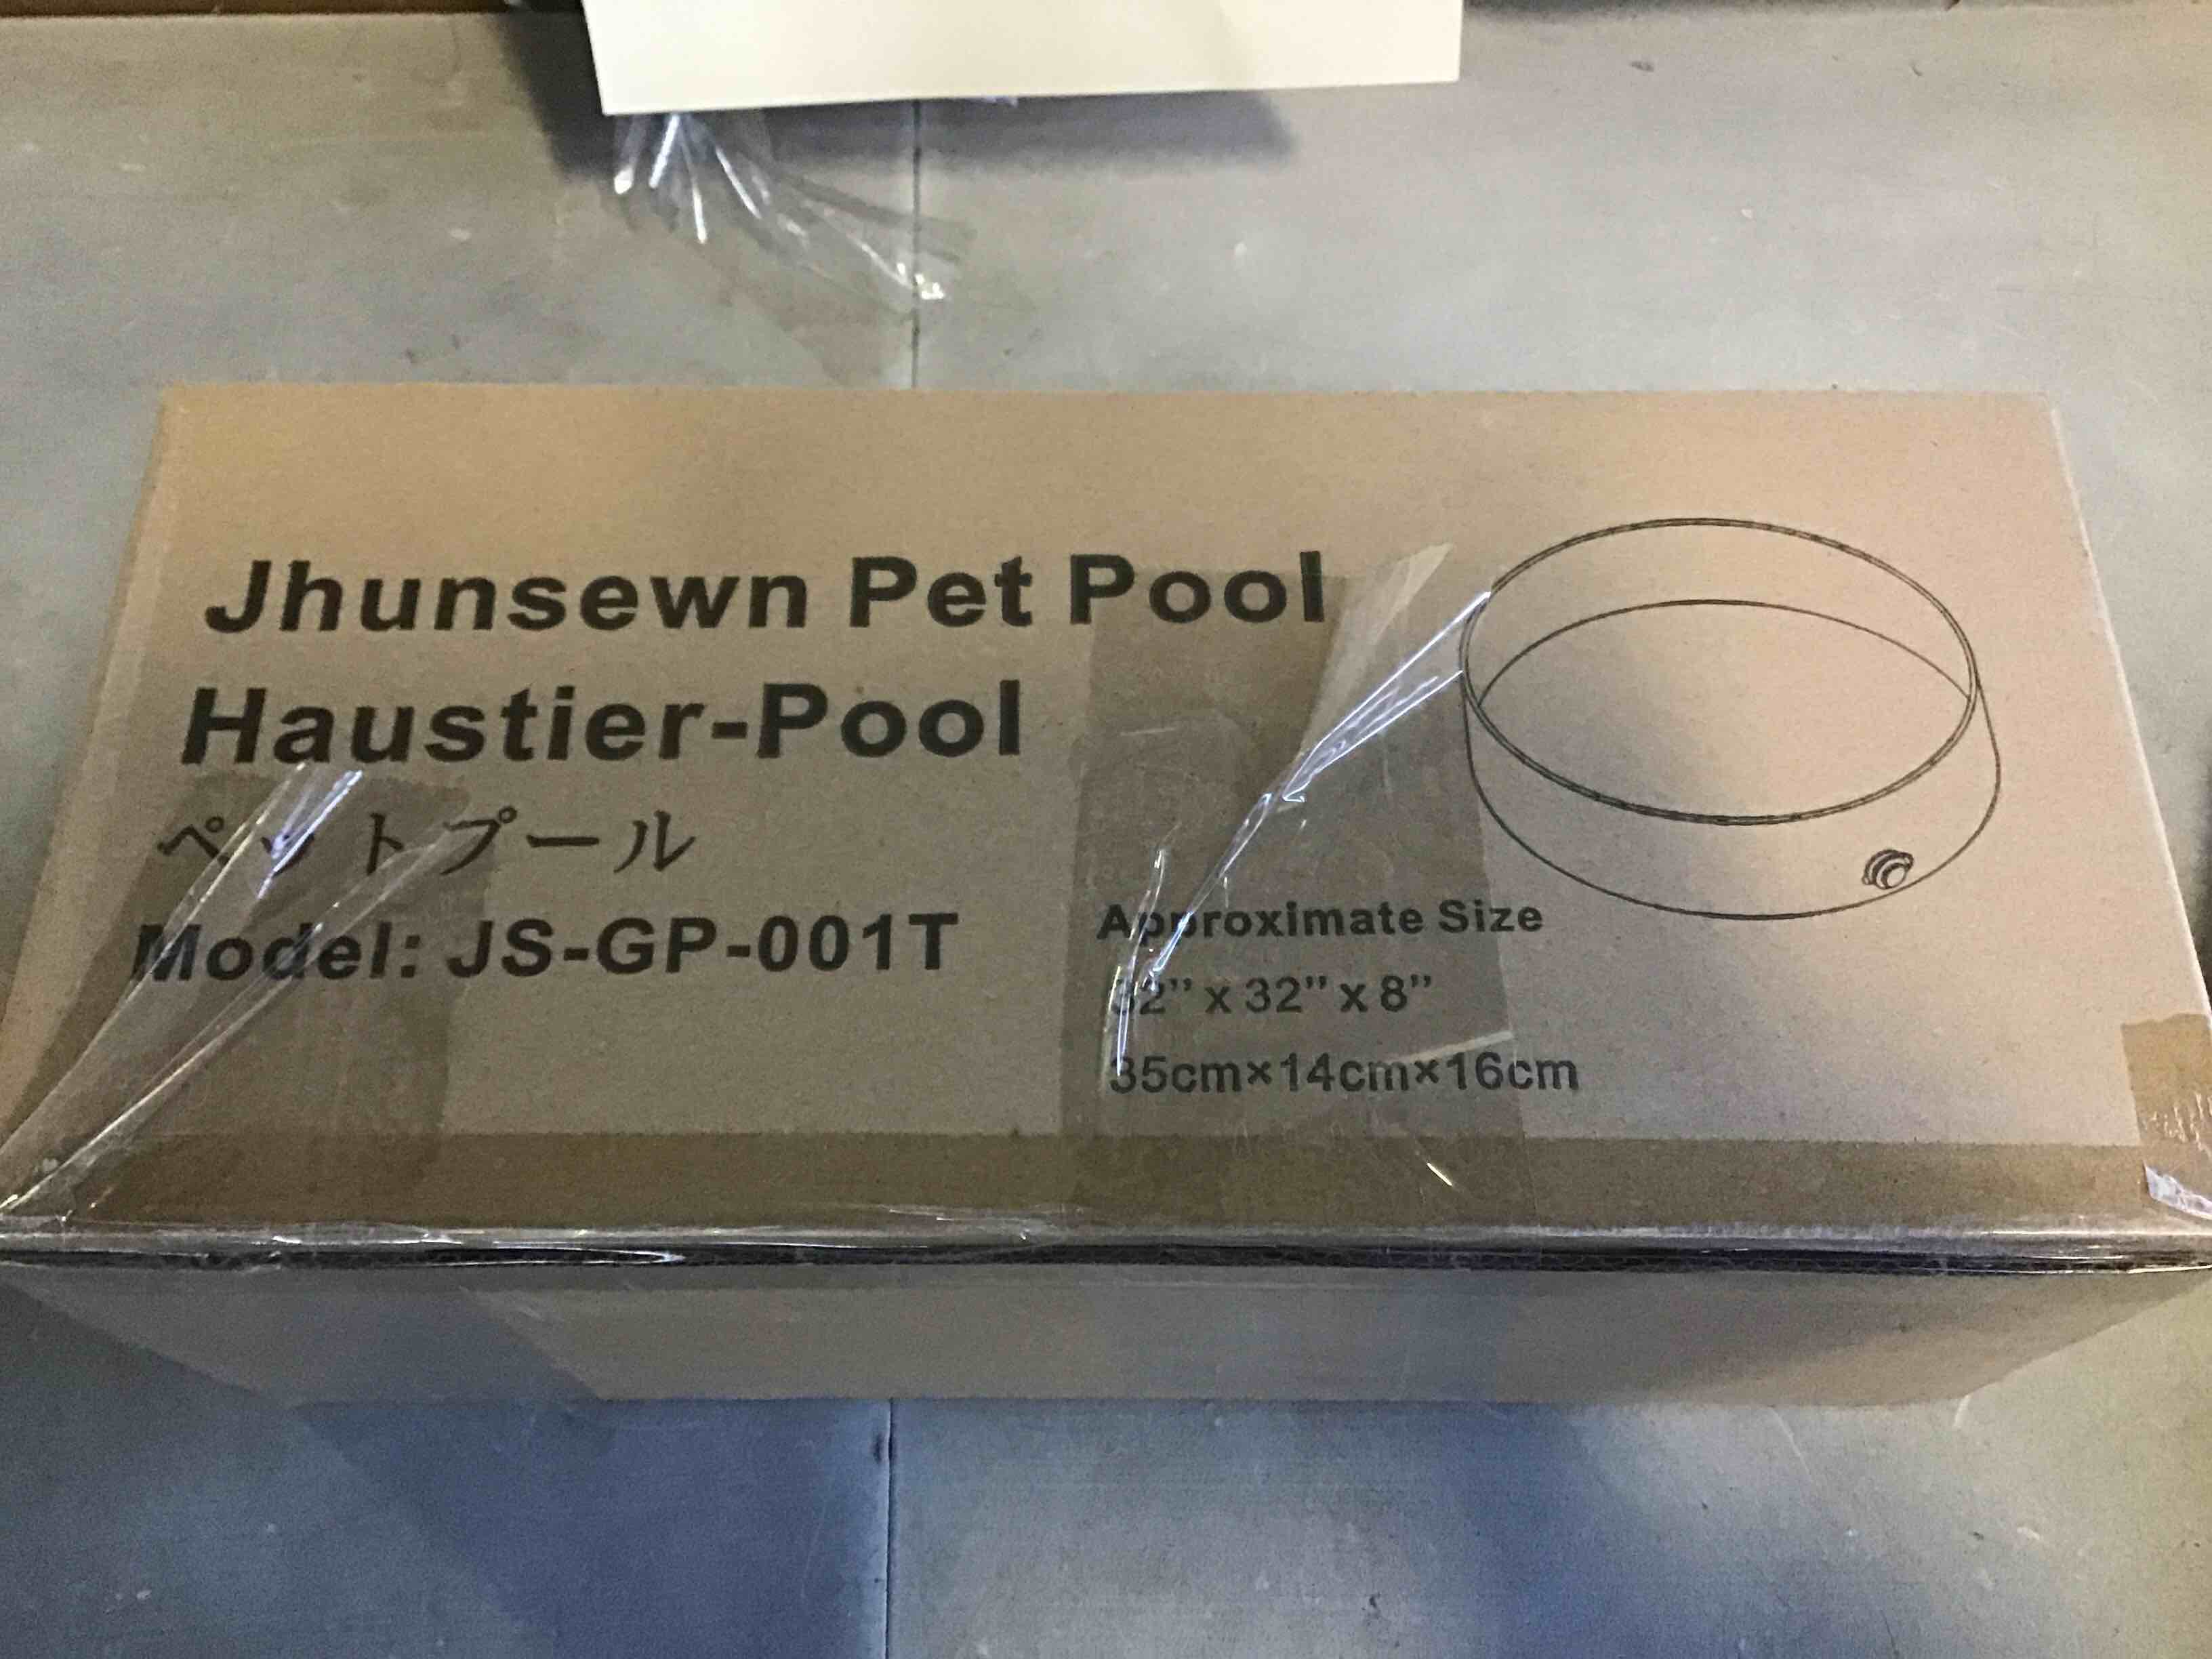 Jhunsewn Pet Pool
Haustier-Pool
ペットプール
Model: JS-GP-001T
Approximate Size
32" x 32" x 8"
35cm×14cm×16cm